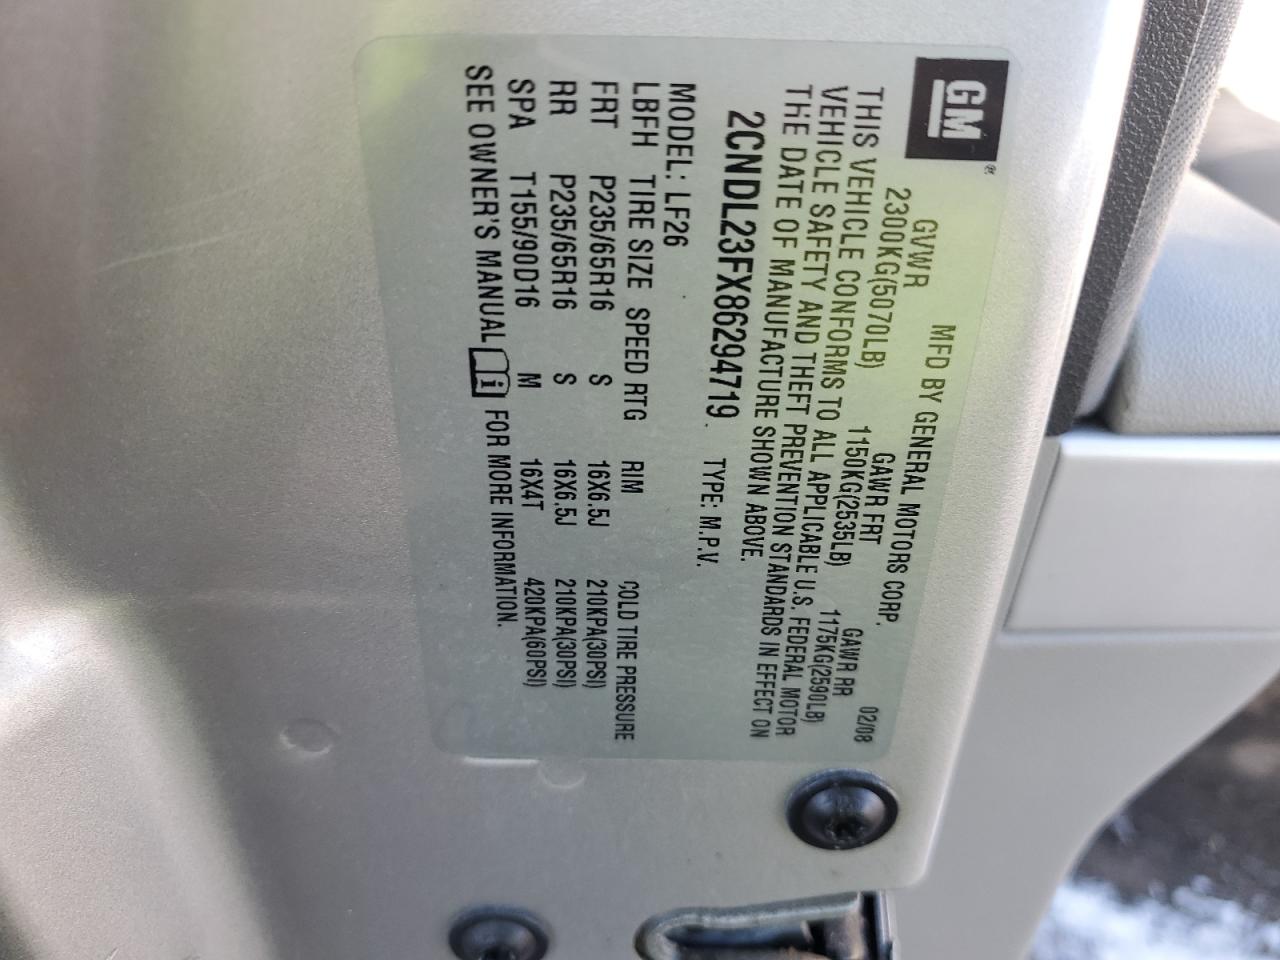 GM®
MFD BY GENERAL MOTORS CORP. 02/08
GVWR GAWR FRT GAWR RR
2300KG(5070LB) 1150KG(2535LB) 1175KG(2590LB)
THIS VEHICLE CONFORMS TO ALL APPLICABLE U.S. FEDERAL MOTOR
VEHICLE SAFETY AND THEFT PREVENTION STANDARDS IN EFFECT ON
THE DATE OF MANUFACTURE SHOWN ABOVE.
2CNDL23FX86294719 TYPE: M.P.V.
MODEL: LF26
LBFH TIRE SIZE SPEED RTG RIM COLD TIRE PRESSURE
FRT P235/65R16 S 16X6.5J 210KPA(30PSI)
RR P235/65R16 S 16X6.5J 210KPA(30PSI)
SPA T155/90D16 M 16X4T 420KPA(60PSI)
SEE OWNER'S MANUAL i FOR MORE INFORMATION.